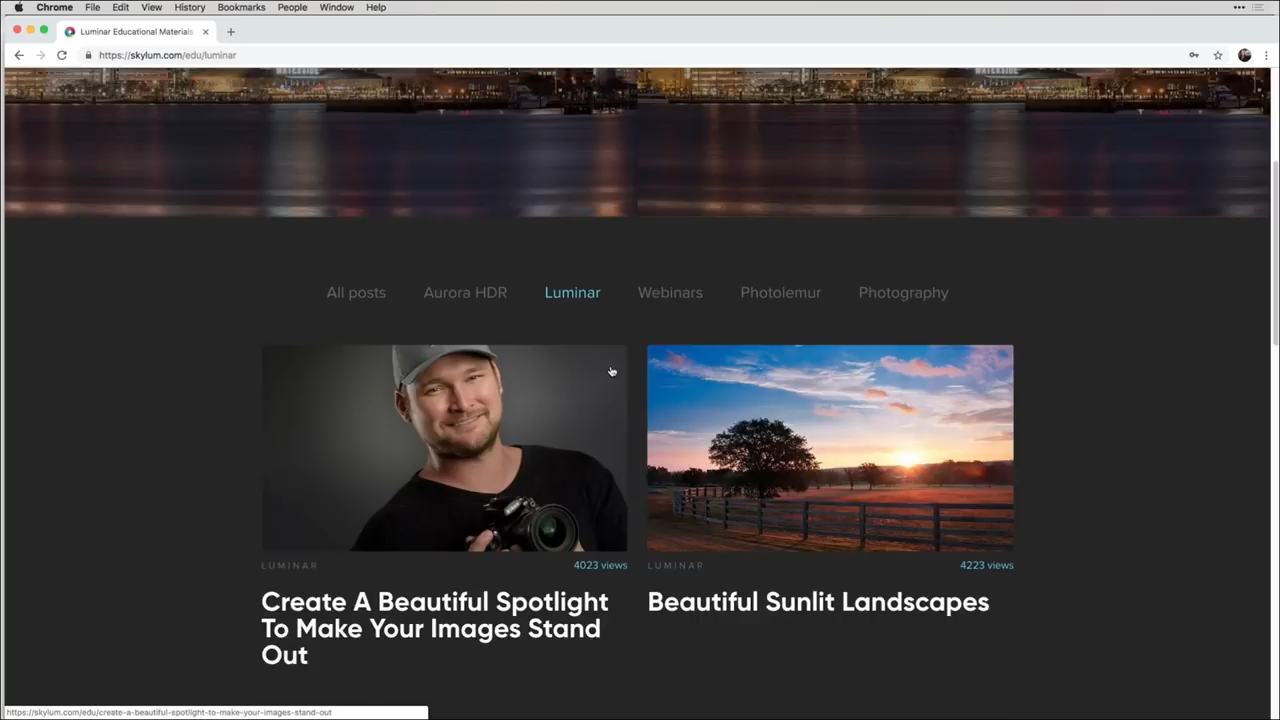 Chrome File Edit View History Bookmarks People Window Help
Luminar Educational Materials
https://skylum.com/edu/luminar
WATERSIDE WATERSIDE
All posts Aurora HDR Luminar Webinars Photolemur Photography
LUMINAR 4023 views LUMINAR 4223 views
Create A Beautiful Spotlight Beautiful Sunlit Landscapes
To Make Your Images Stand
Out
https://skylum.com/edu/create-a-beautiful-spotlight-to-make-your-images-stand-out